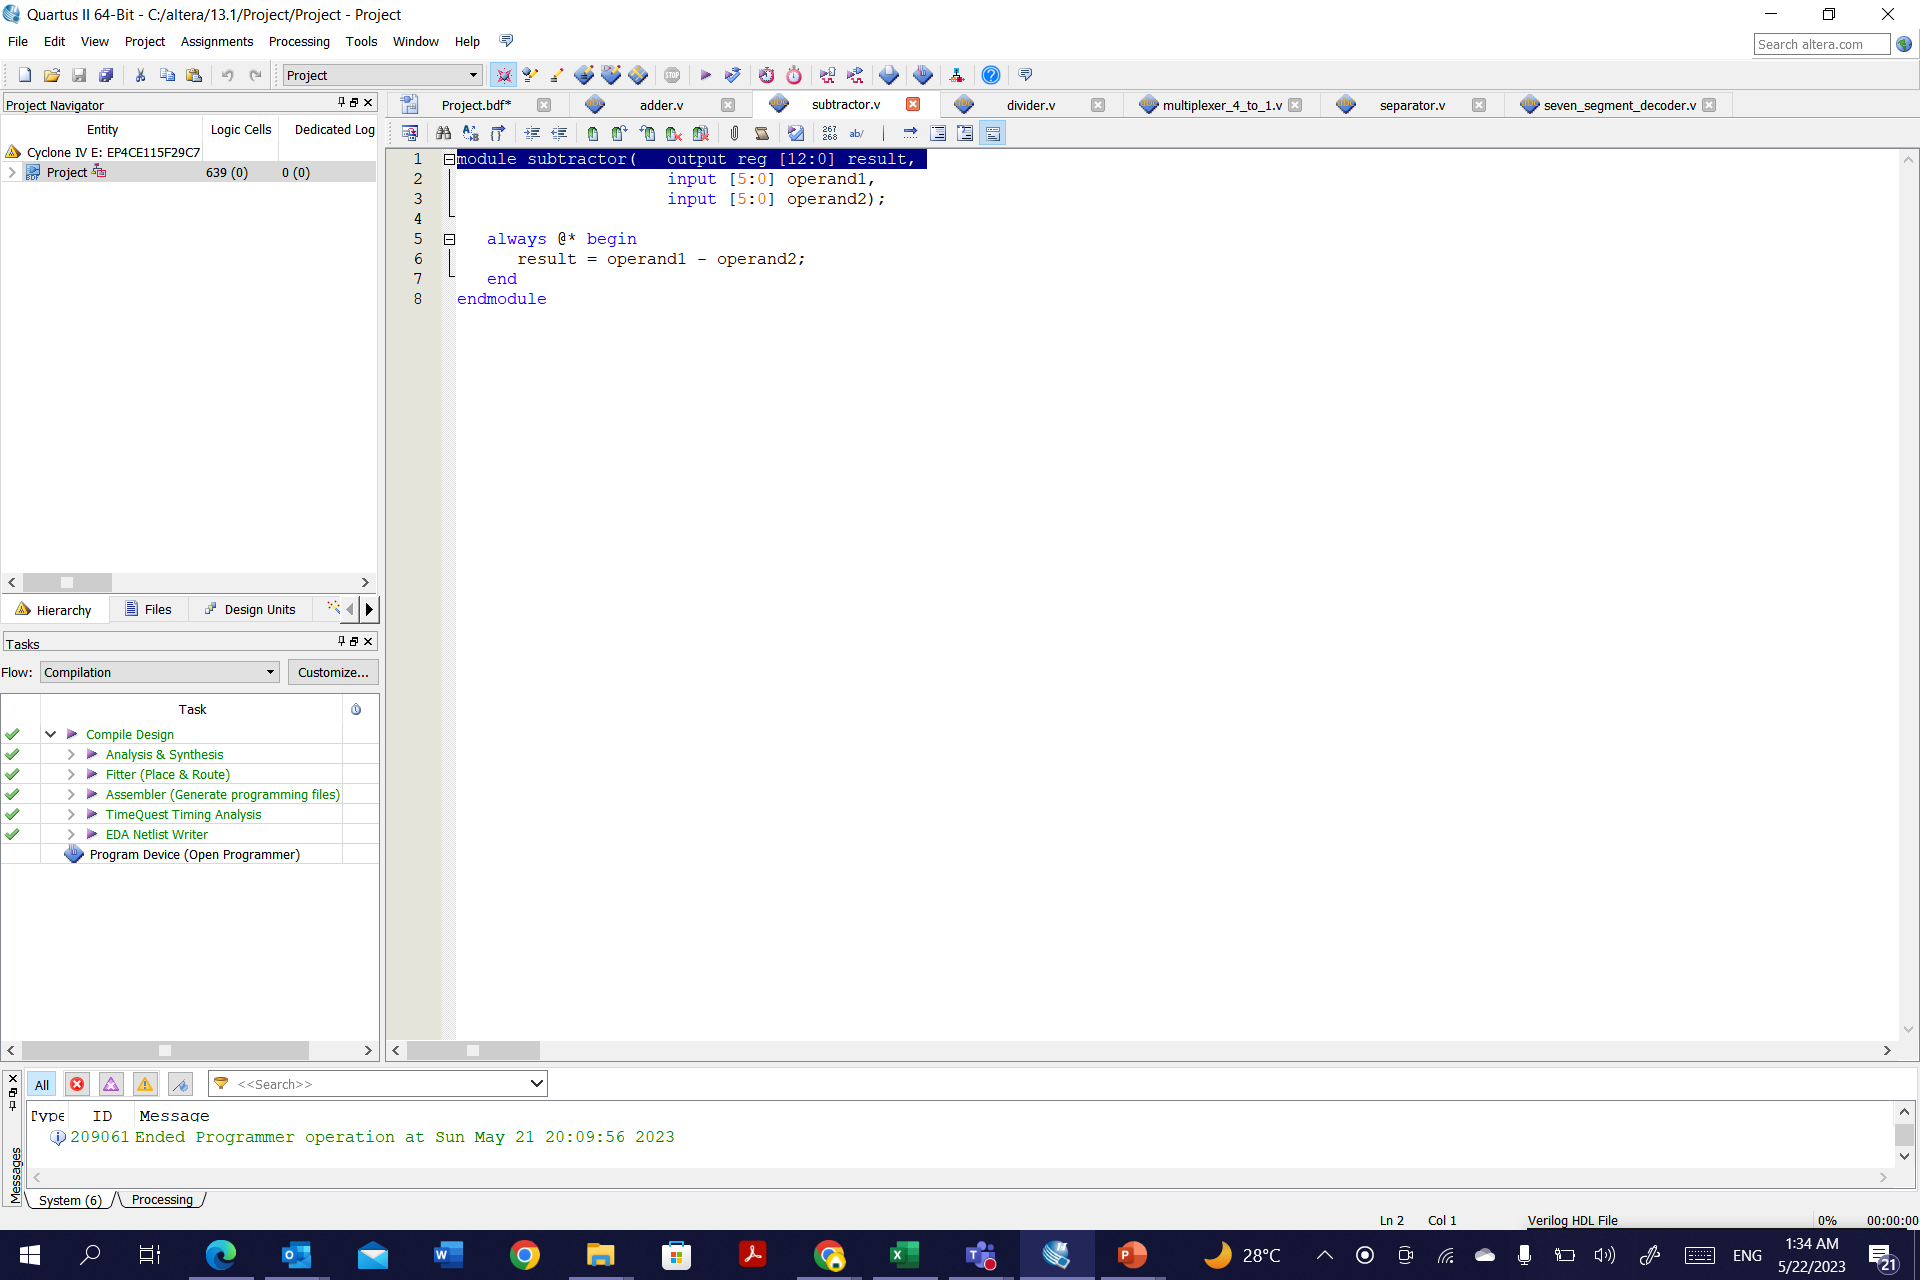 Quartus II 64-Bit - C:/altera/13.1/Project/Project - Project
File Edit View Project Assignments Processing Tools Window Help
Search altera.com
Project
STOP
Project Navigator
Project.bdf* adder.v subtractor.v divider.v multiplexer_4_to_1.v separator.v seven_segment_decoder.v
Entity Logic Cells Dedicated Log
267
268
ab/
Cyclone IV E: EP4CE115F29C7
Project 639 (0) 0 (0)
1 module subtractor( output reg [12:0] result,
2 input [5:0] operand1,
3 input [5:0] operand2);
4
5 always @* begin
6 result = operand1 - operand2;
7 end
8 endmodule
Hierarchy Files Design Units
Tasks
Flow: Compilation Customize...
Task
Compile Design
Analysis & Synthesis
Fitter (Place & Route)
Assembler (Generate programming files)
TimeQuest Timing Analysis
EDA Netlist Writer
Program Device (Open Programmer)
All <<Search>>
Type ID Message
209061 Ended Programmer operation at Sun May 21 20:09:56 2023
Messages
System (6) Processing
Ln 2 Col 1 Verilog HDL File 0% 00:00:00
28°C ENG 1:34 AM
5/22/2023
21